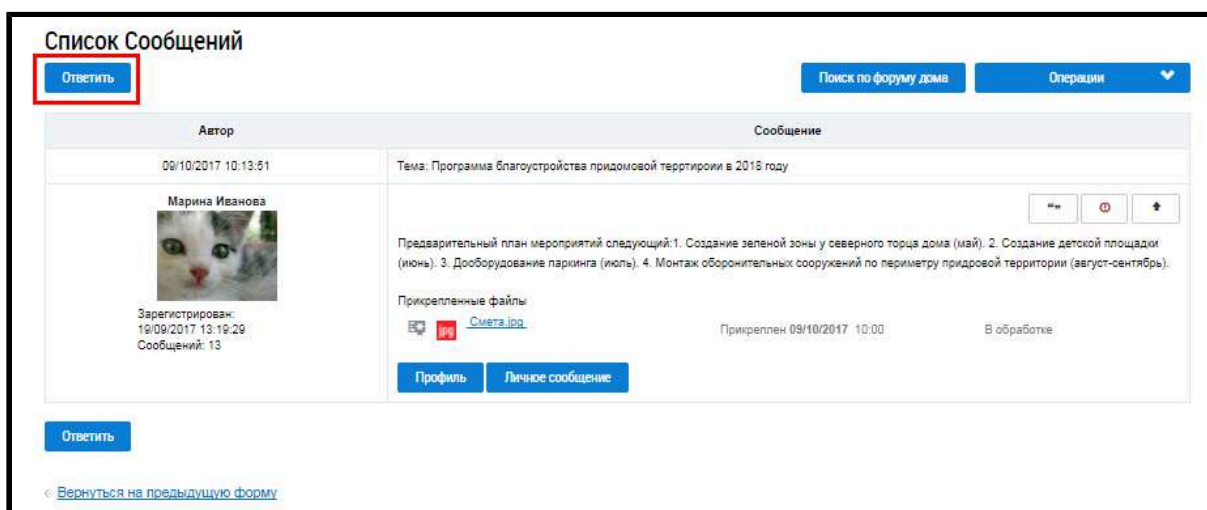 Список Сообщений
Ответить
Поиск по форуму дома
Операции
Автор
Сообщение
09/10/2017 10:13:51
Тема: Программа благоустройства придомовой терртироии в 2018 году
Марина Иванова
Предварительный план мероприятий следующий:1. Создание зеленой зоны у северного торца дома (май). 2. Создание детской площадки
(июнь). 3. Дооборудование паркинга (июль). 4. Монтаж оборонительных сооружений по периметру придровой территории (август-сентябрь).
Зарегистрирован:
19/09/2017 13:19:29
Сообщений: 13
Прикрепленные файлы
jpg
Смета.jpg
Прикреплен 09/10/2017 10:00
В обработке
Профиль
Личное сообщение
Ответить
< Вернуться на предыдущую форму